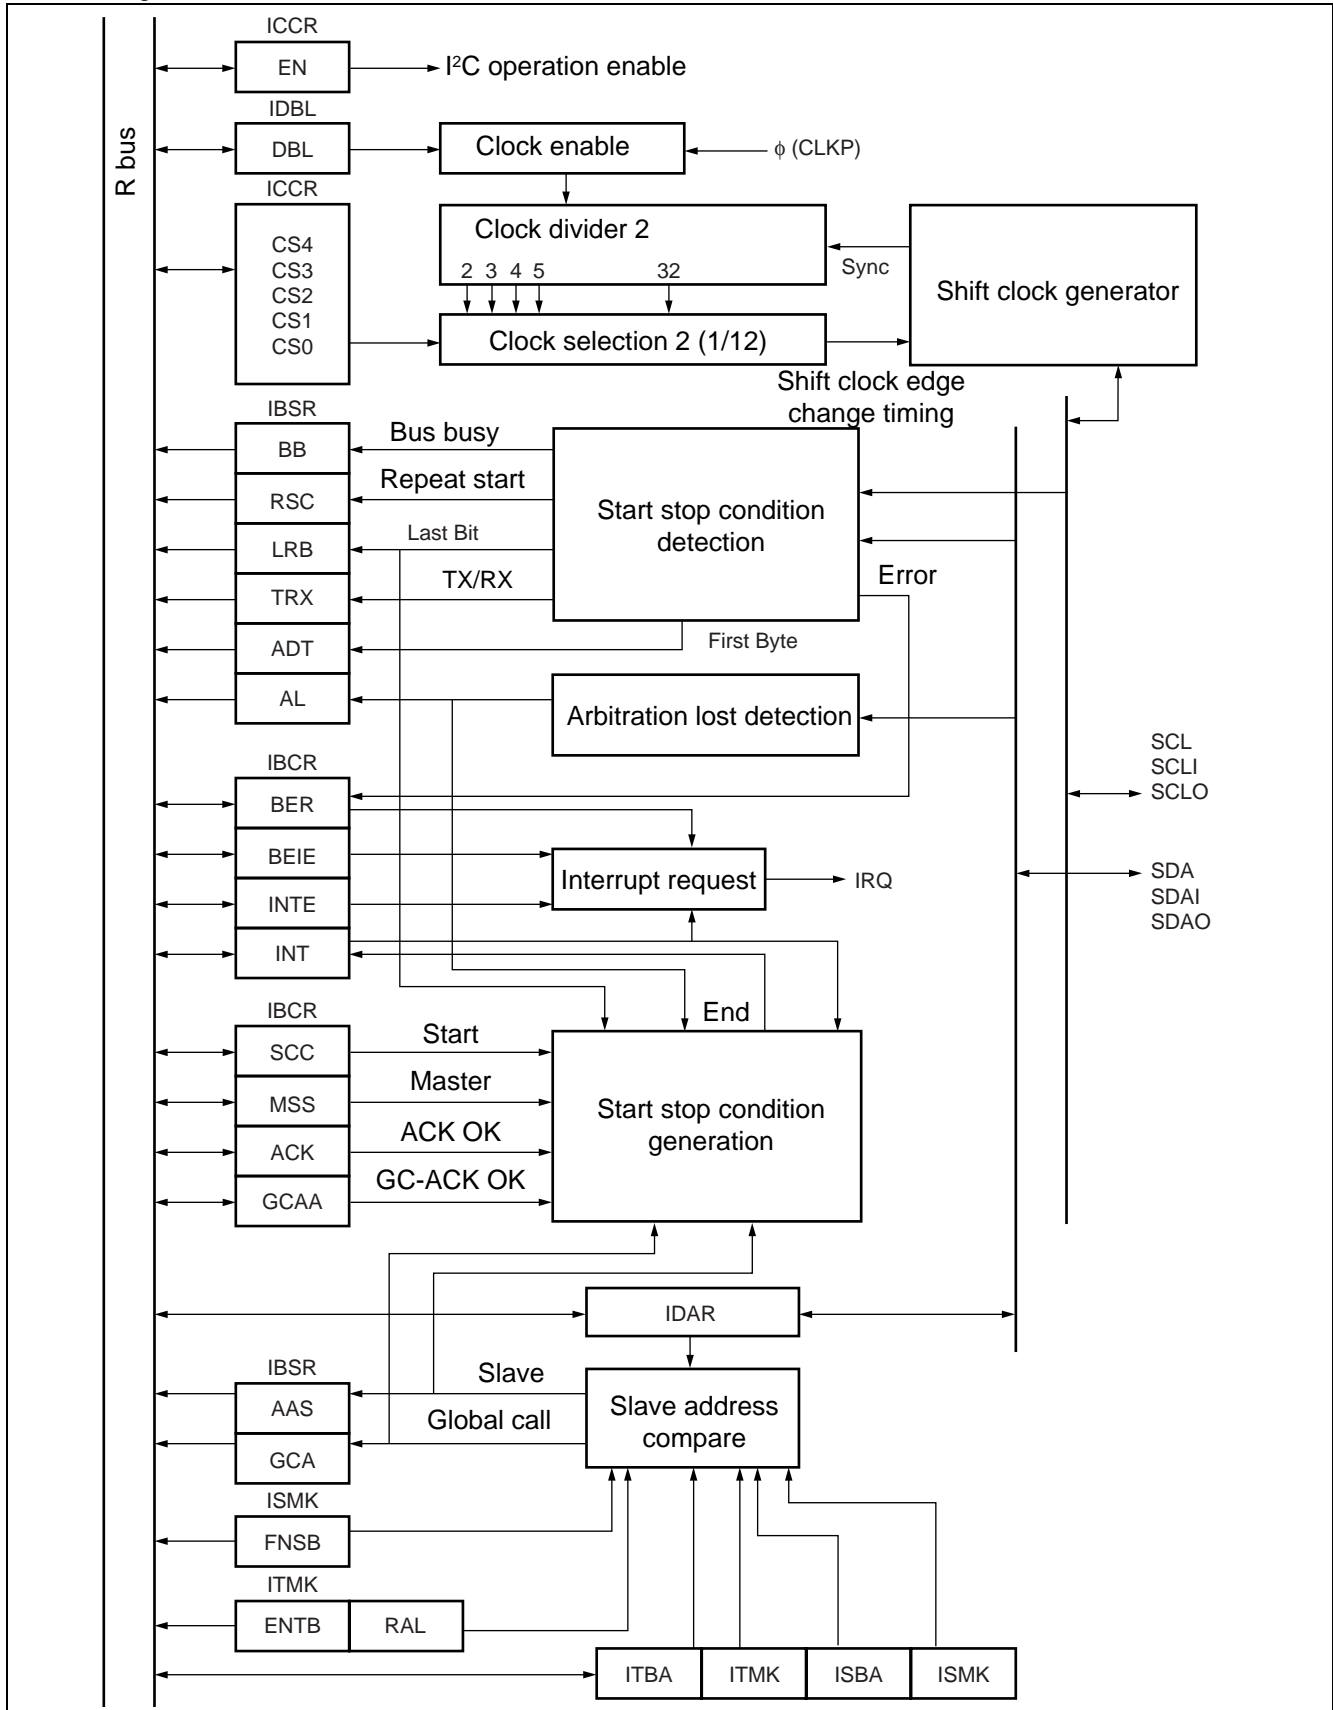 ICCR
EN
I²C operation enable
R bus
IDBL
DBL
Clock enable
ϕ (CLKP)
ICCR
CS4
CS3
CS2
CS1
CS0
Clock divider 2
2 3 4 5 32
Sync
Shift clock generator
Clock selection 2 (1/12)
Shift clock edge
change timing
IBSR
BB
Bus busy
RSC
Repeat start
LRB
Last Bit
TRX
TX/RX
ADT
First Byte
AL
Start stop condition
detection
Error
Arbitration lost detection
SCL
SCLI
SCLO
SDA
SDAI
SDAO
IBCR
BER
BEIE
INTE
INT
Interrupt request
IRQ
End
IBCR
SCC
Start
MSS
Master
ACK
ACK OK
GCAA
GC-ACK OK
Start stop condition
generation
IDAR
IBSR
AAS
Slave
GCA
Global call
Slave address
compare
ISMK
FNSB
ITMK
ENTB RAL
ITBA ITMK ISBA ISMK